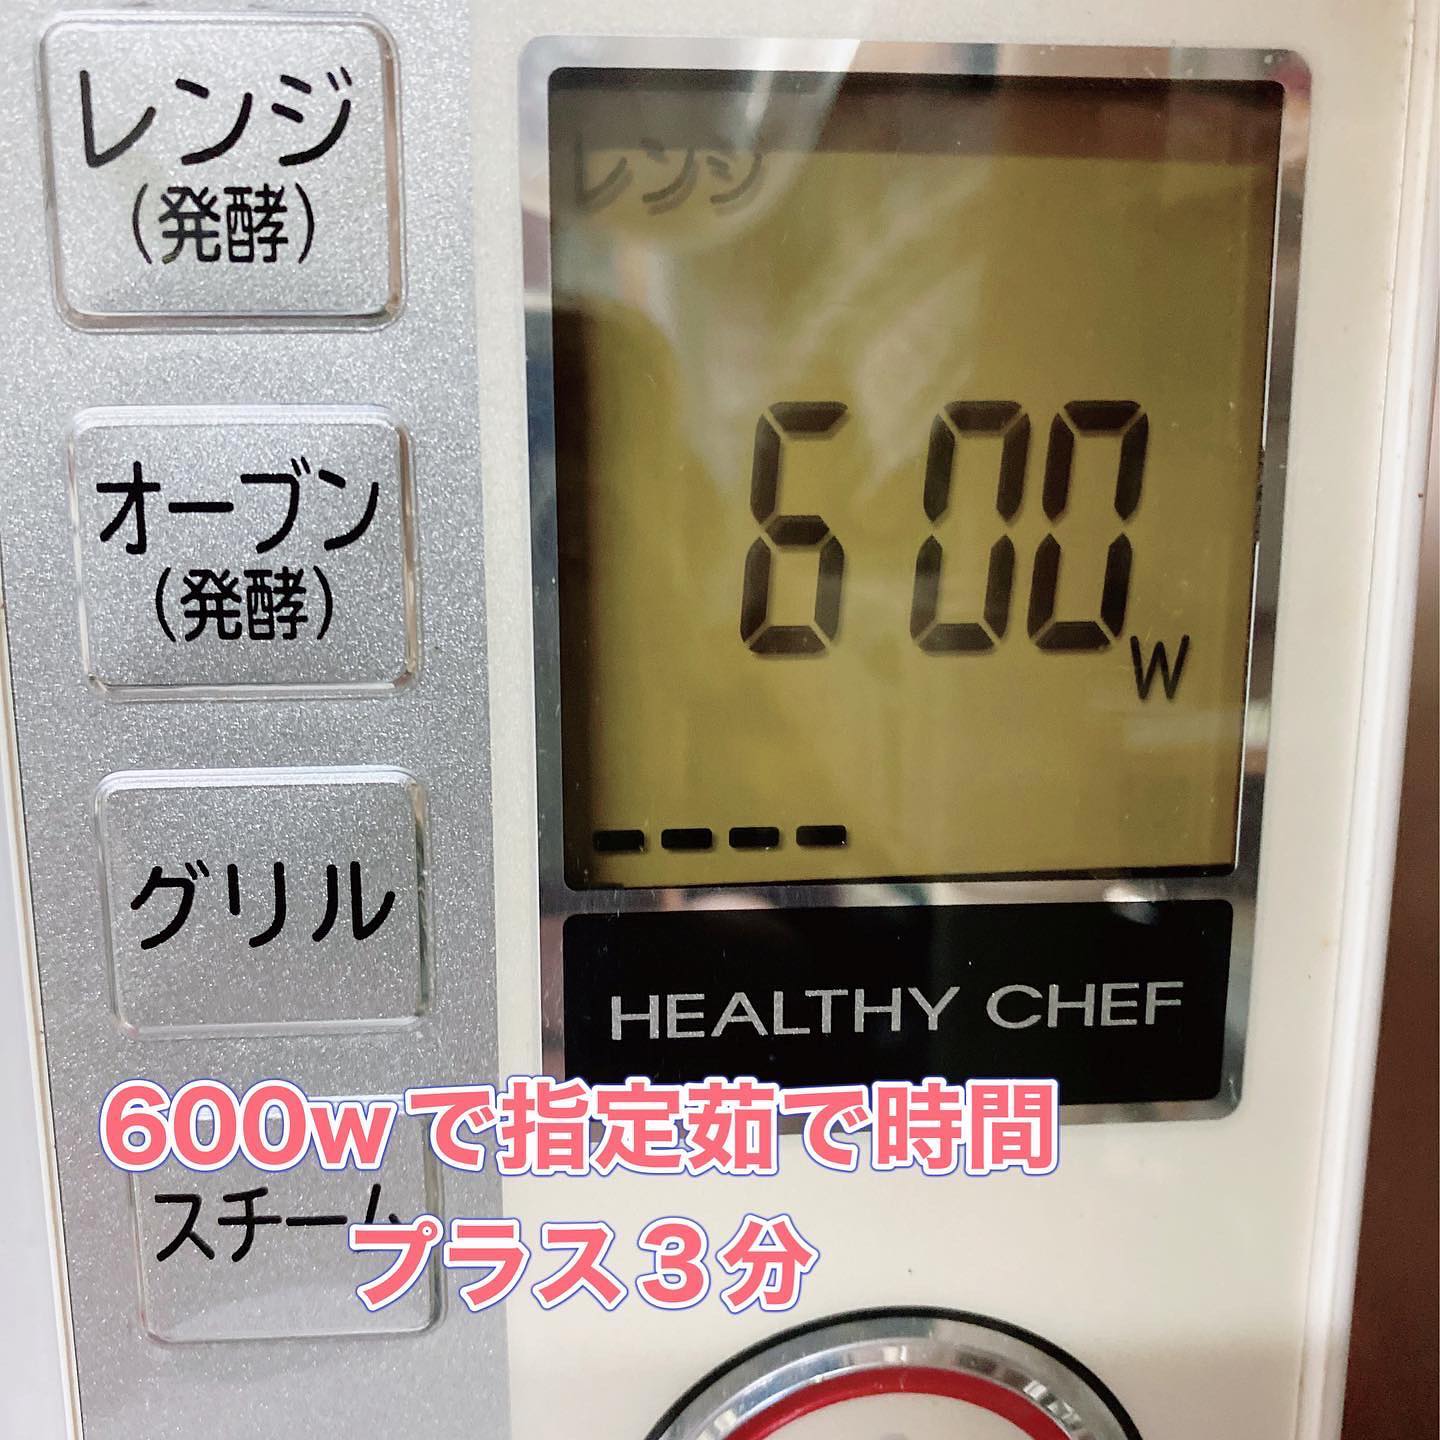 レンジ
(発酵)
オーブン
(発酵)
グリル
スチーム
レンジ
600W
HEALTHY CHEF
600wで指定茹で時間
プラス3分